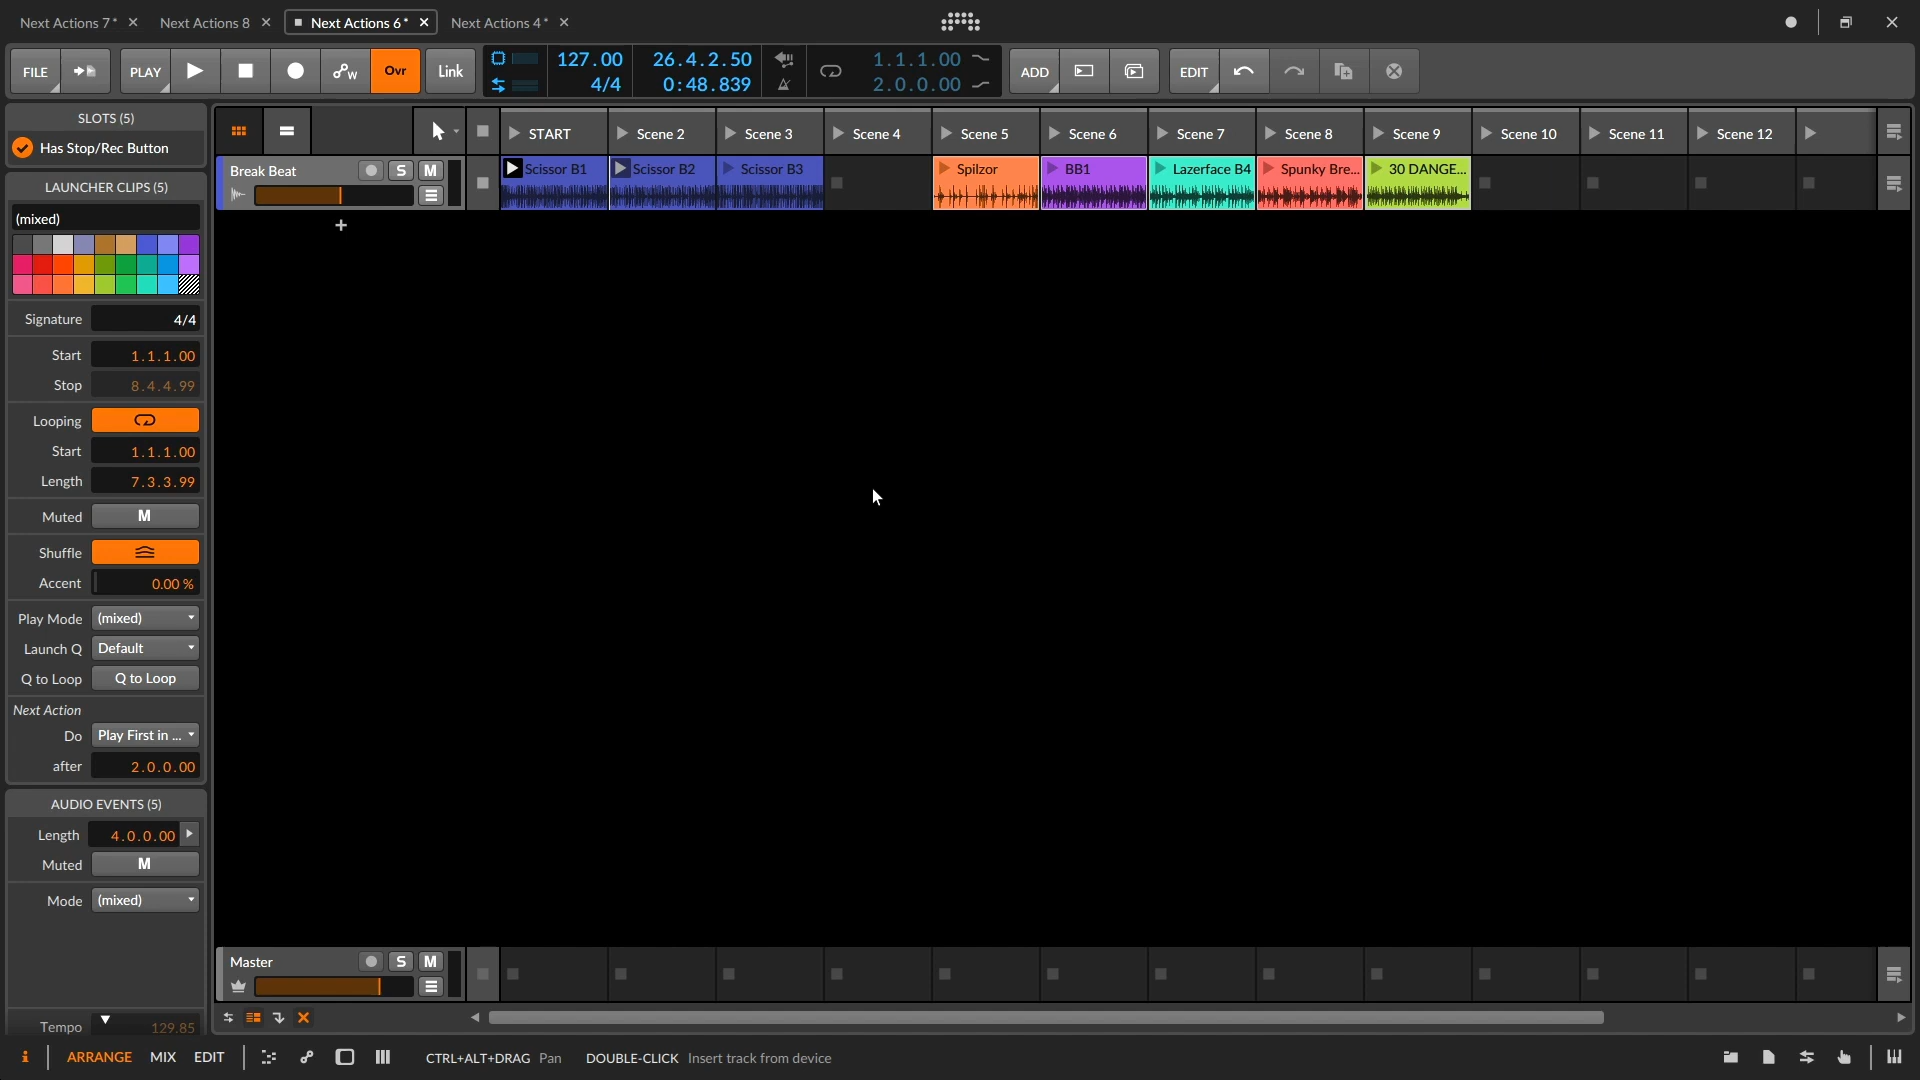 Next Actions 7*
Next Actions 8
Next Actions 6*
Next Actions 4*
FILE
PLAY
Ovr
Link
127.00
4/4
26.4.2.50
0:48.839
1.1.1.00
2.0.0.00
ADD
EDIT
SLOTS (5)
Has Stop/Rec Button
LAUNCHER CLIPS (5)
(mixed)
Signature 4/4
Start 1.1.1.00
Stop 8.4.4.99
Looping
Start 1.1.1.00
Length 7.3.3.99
Muted M
Shuffle
Accent 0.00 %
Play Mode (mixed)
Launch Q Default
Q to Loop Q to Loop
Next Action
Do Play First in ...
after 2.0.0.00
AUDIO EVENTS (5)
Length 4.0.0.00
Muted M
Mode (mixed)
Tempo 129.85
START
Scene 2
Scene 3
Scene 4
Scene 5
Scene 6
Scene 7
Scene 8
Scene 9
Scene 10
Scene 11
Scene 12
Break Beat S M
Scissor B1
Scissor B2
Scissor B3
Spilzor
BB1
Lazerface B4
Spunky Bre...
30 DANGE...
Master S M
ARRANGE MIX EDIT
CTRL+ALT+DRAG Pan
DOUBLE-CLICK Insert track from device